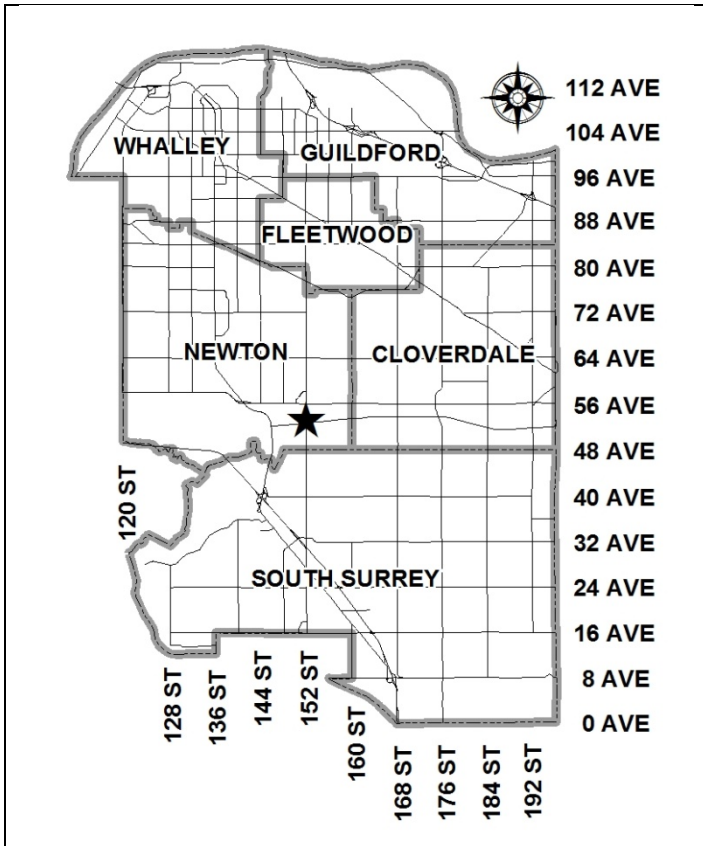 112 AVE
104 AVE
WHALLEY
GUILDFORD
96 AVE
88 AVE
FLEETWOOD
80 AVE
72 AVE
NEWTON
CLOVERDALE
64 AVE
56 AVE
48 AVE
120 ST
40 AVE
32 AVE
SOUTH SURREY
24 AVE
16 AVE
8 AVE
0 AVE
128 ST
136 ST
144 ST
152 ST
160 ST
168 ST
176 ST
184 ST
192 ST